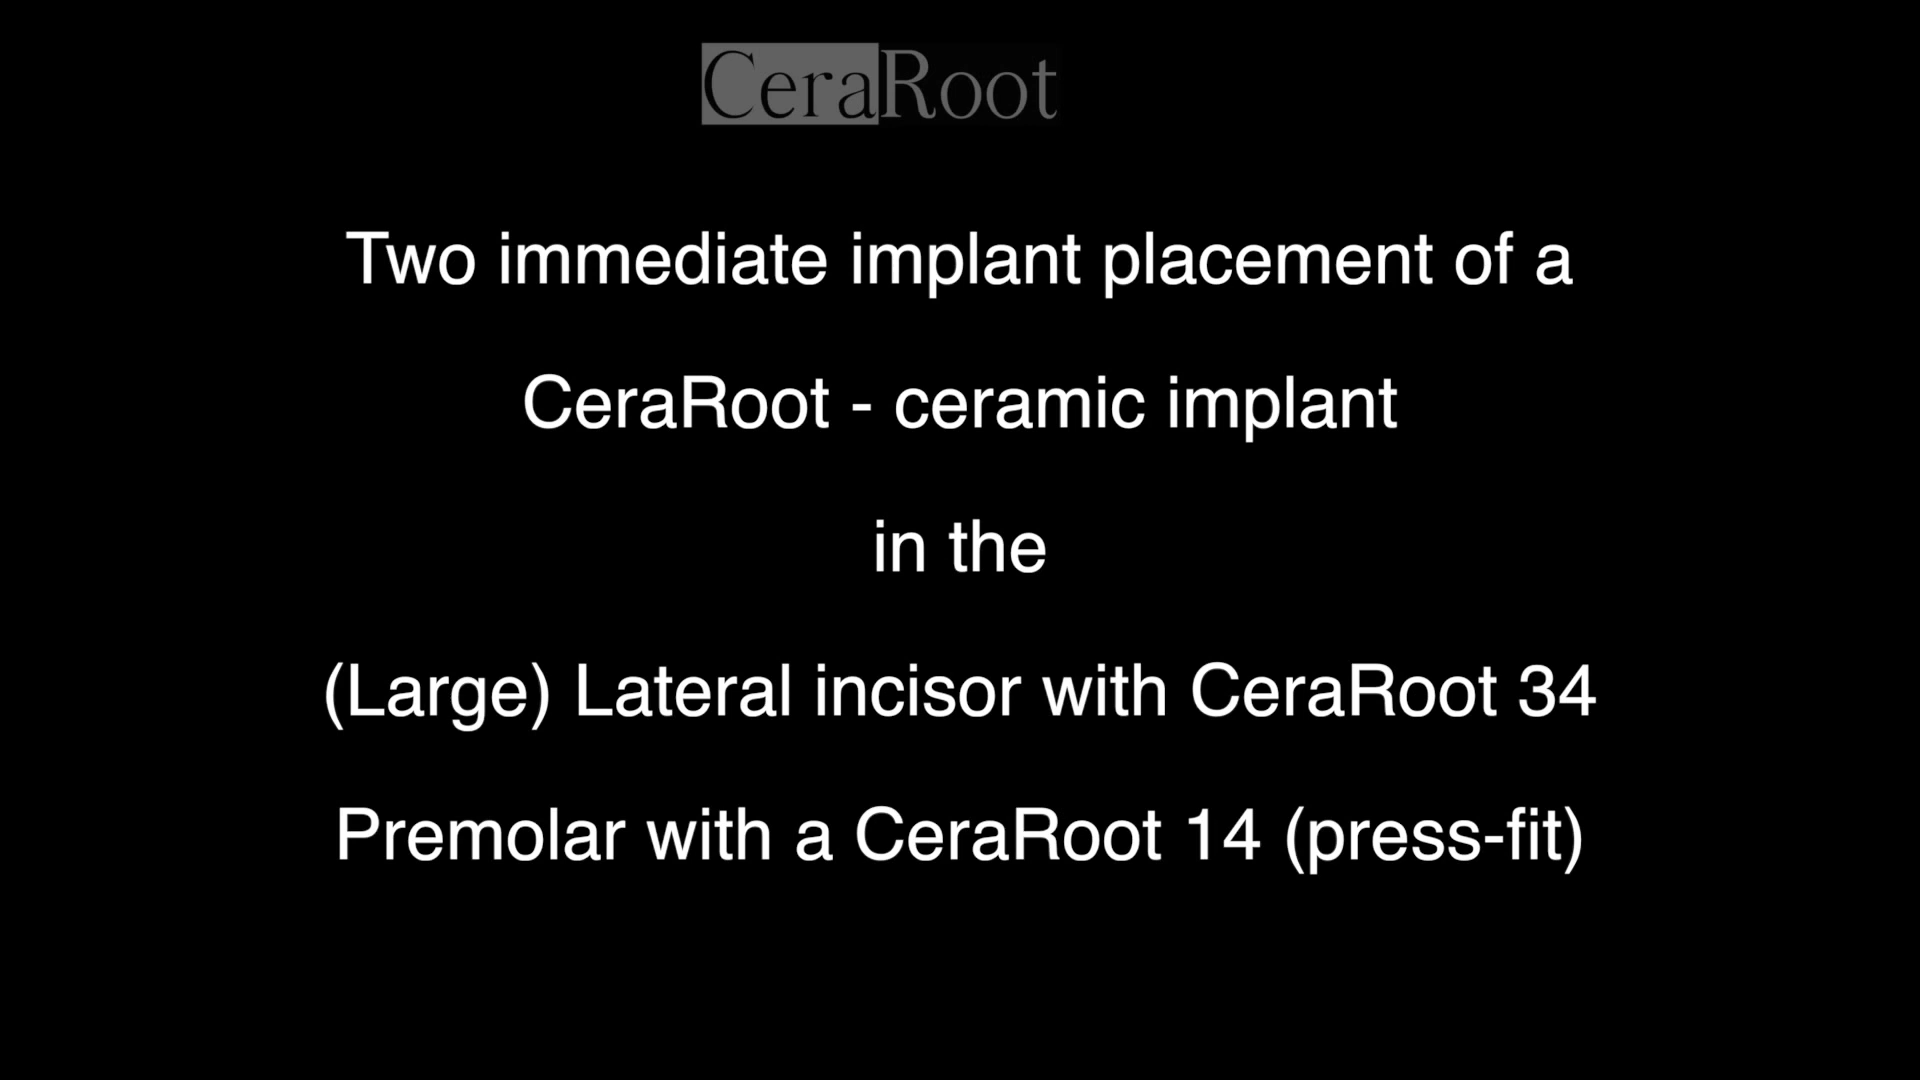 CeraRoot
Two immediate implant placement of a
CeraRoot - ceramic implant
in the
(Large) Lateral incisor with CeraRoot 34
Premolar with a CeraRoot 14 (press-fit)